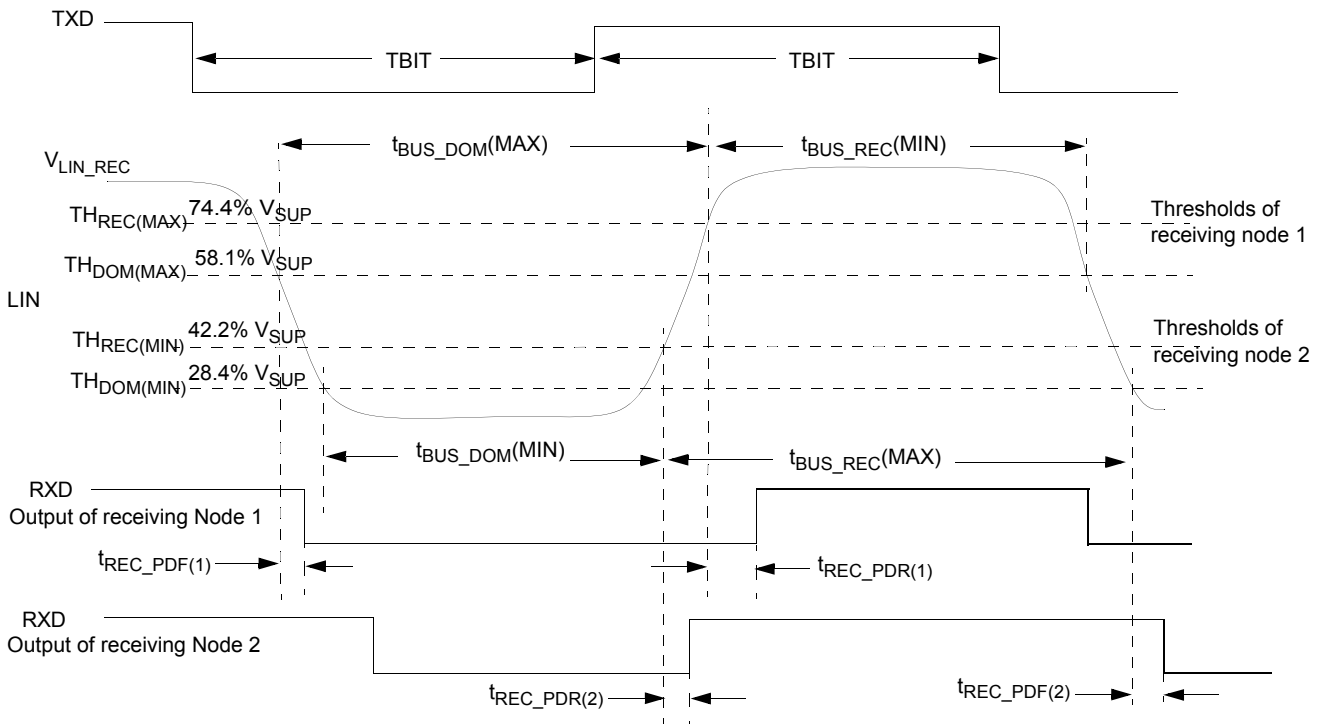 TXD
TBIT
TBIT
tBUS_DOM(MAX)
tBUS_REC(MIN)
VLIN_REC
THREC(MAX) 74.4% VSUP
Thresholds of
receiving node 1
THDOM(MAX) 58.1% VSUP
LIN
THREC(MIN) 42.2% VSUP
Thresholds of
receiving node 2
THDOM(MIN) 28.4% VSUP
tBUS_DOM(MIN)
tBUS_REC(MAX)
RXD
Output of receiving Node 1
tREC_PDF(1)
tREC_PDR(1)
RXD
Output of receiving Node 2
tREC_PDR(2)
tREC_PDF(2)